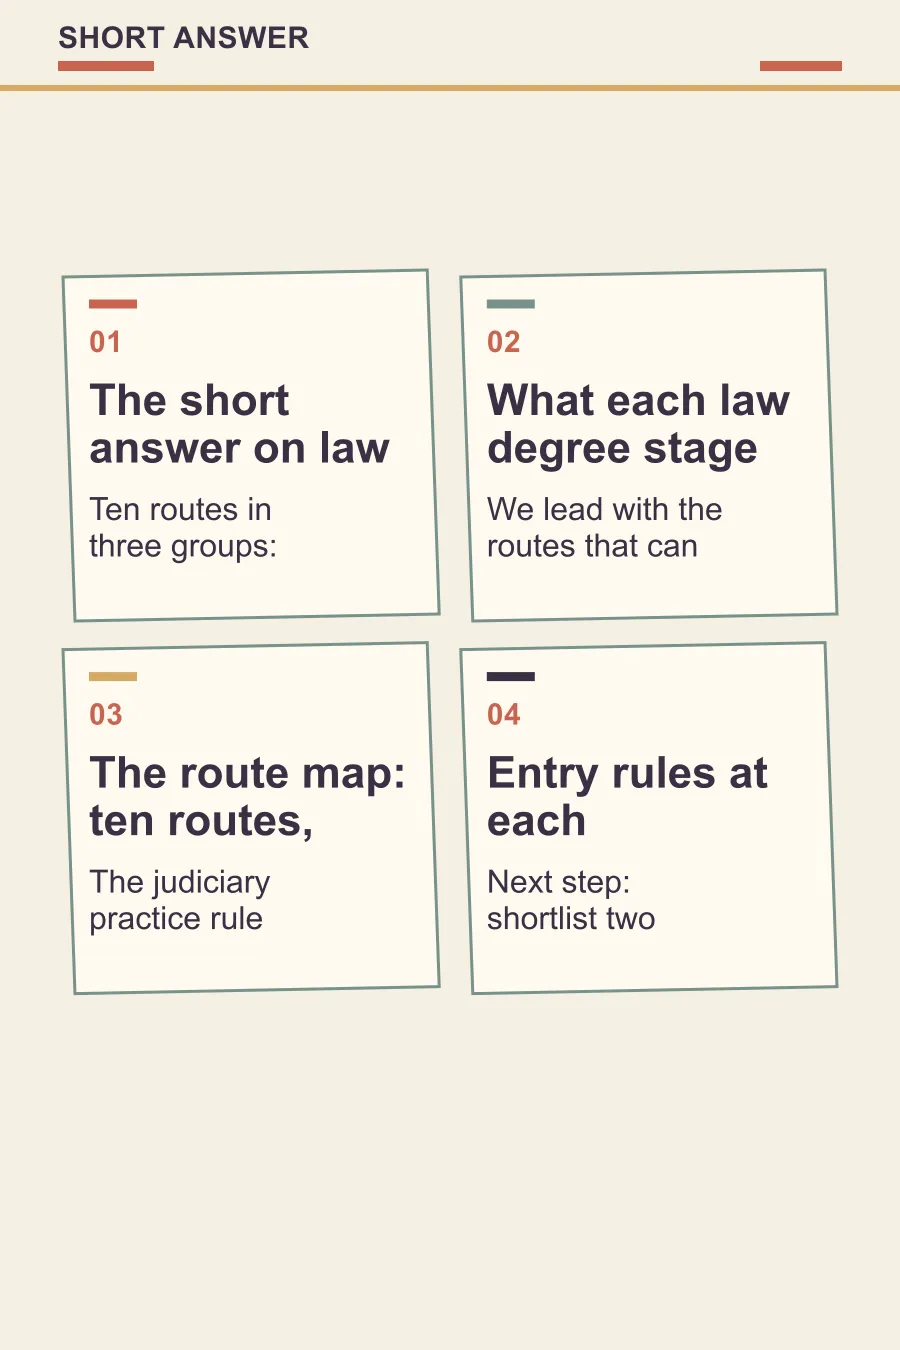 SHORT ANSWER
01
The short
answer on law
Ten routes in
three groups:
02
What each law
degree stage
We lead with the
routes that can
03
The route map:
ten routes,
The judiciary
practice rule
04
Entry rules at
each
Next step:
shortlist two